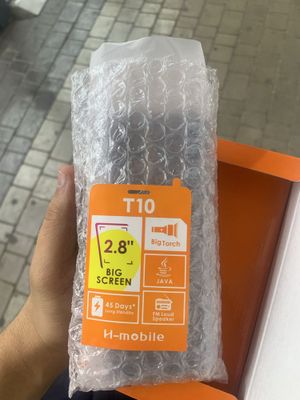 T10
2.8"
BIG
SCREEN
Big Torch
JAVA
45 Days*
Long Standby
FM Loud
Speaker
H-mobile